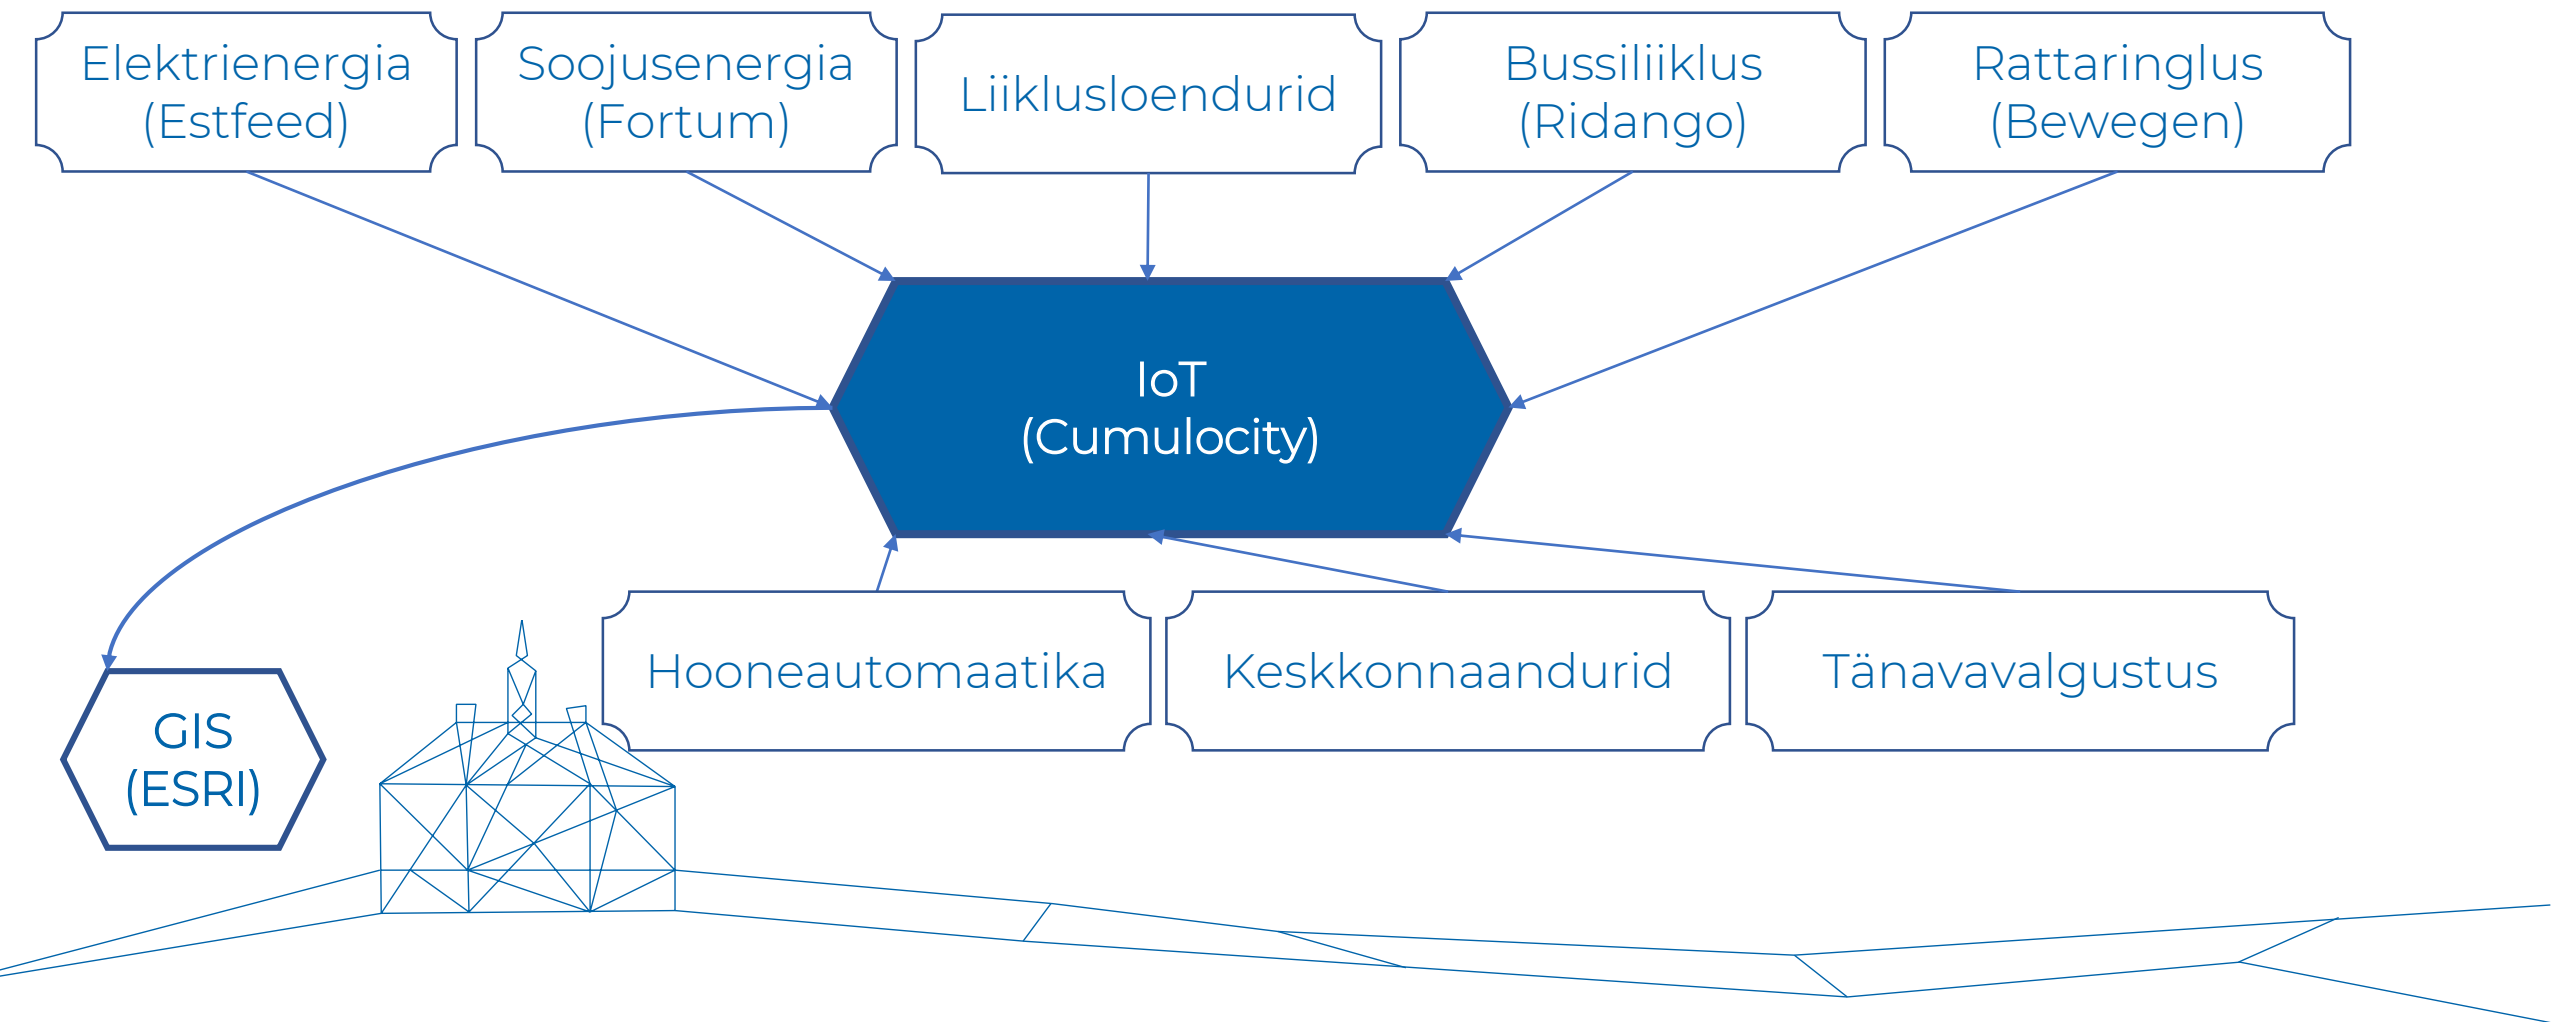 Elektrienergia
(Estfeed)
Soojusenergia
(Fortum)
Liiklusloendurid
Bussiliiklus
(Ridango)
Rattaringlus
(Bewegen)
IoT
(Cumulocity)
Hooneautomaatika
Keskkonnaandurid
Tänavavalgustus
GIS
(ESRI)